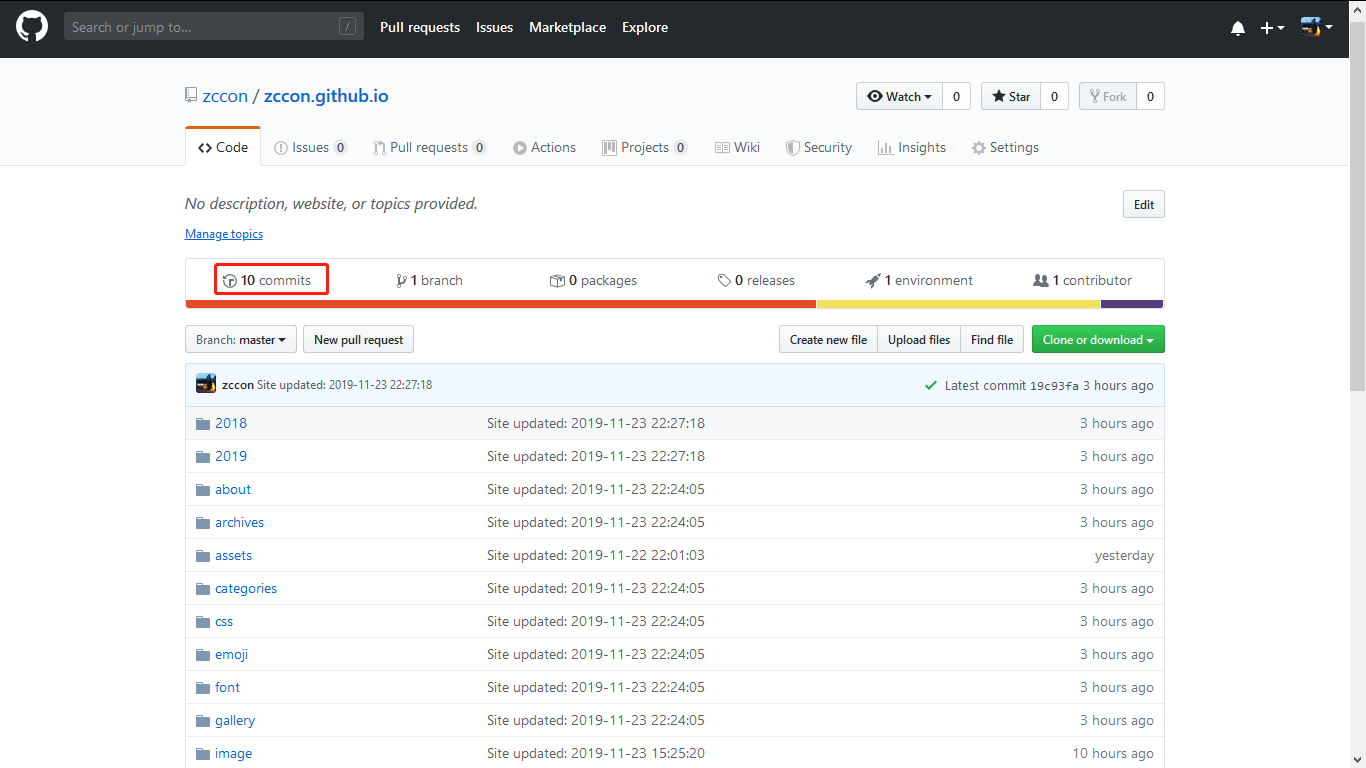 Search or jump to... / Pull requests Issues Marketplace Explore
zccon / zccon.github.io Watch 0 Star 0 Fork 0
Code Issues 0 Pull requests 0 Actions Projects 0 Wiki Security Insights Settings
No description, website, or topics provided. Edit
Manage topics
10 commits 1 branch 0 packages 0 releases 1 environment 1 contributor
Branch: master New pull request Create new file Upload files Find file Clone or download
zccon Site updated: 2019-11-23 22:27:18 Latest commit 19c93fa 3 hours ago
2018 Site updated: 2019-11-23 22:27:18 3 hours ago
2019 Site updated: 2019-11-23 22:27:18 3 hours ago
about Site updated: 2019-11-23 22:24:05 3 hours ago
archives Site updated: 2019-11-23 22:24:05 3 hours ago
assets Site updated: 2019-11-22 22:01:03 yesterday
categories Site updated: 2019-11-23 22:24:05 3 hours ago
css Site updated: 2019-11-23 22:24:05 3 hours ago
emoji Site updated: 2019-11-23 22:24:05 3 hours ago
font Site updated: 2019-11-23 22:24:05 3 hours ago
gallery Site updated: 2019-11-23 22:24:05 3 hours ago
image Site updated: 2019-11-23 15:25:20 10 hours ago